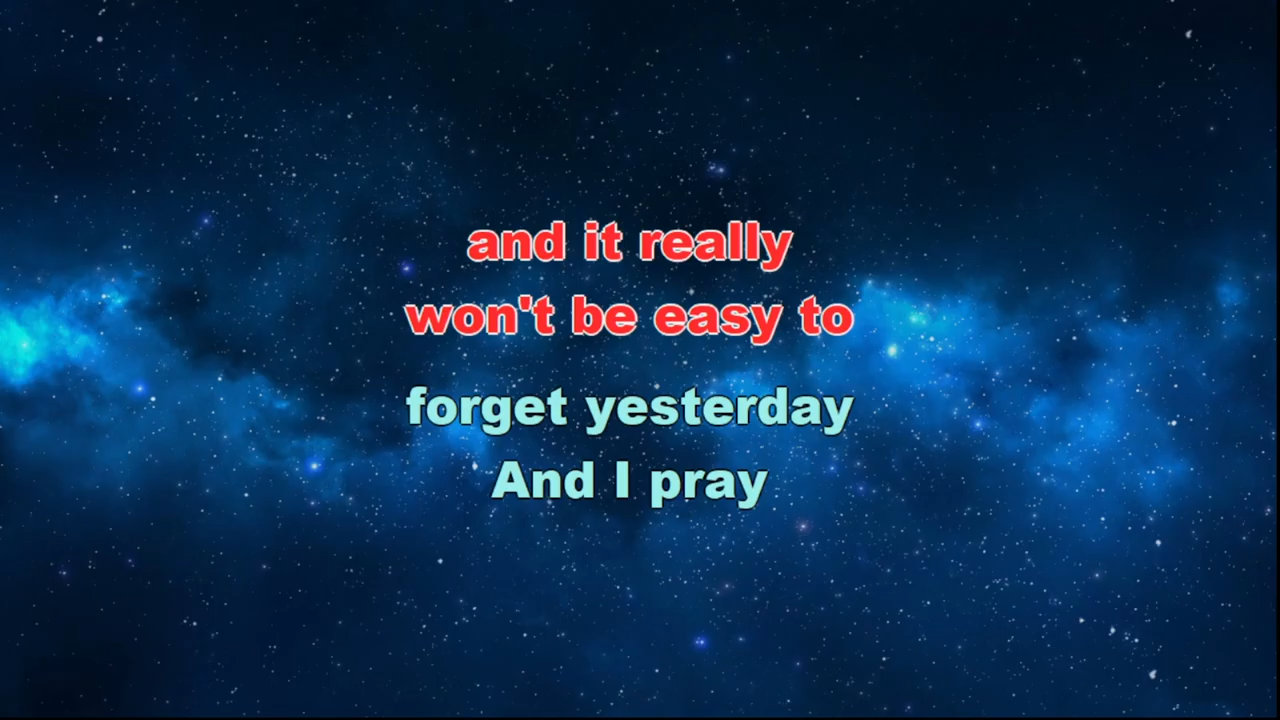 and it really
won't be easy to
forget yesterday
And I pray